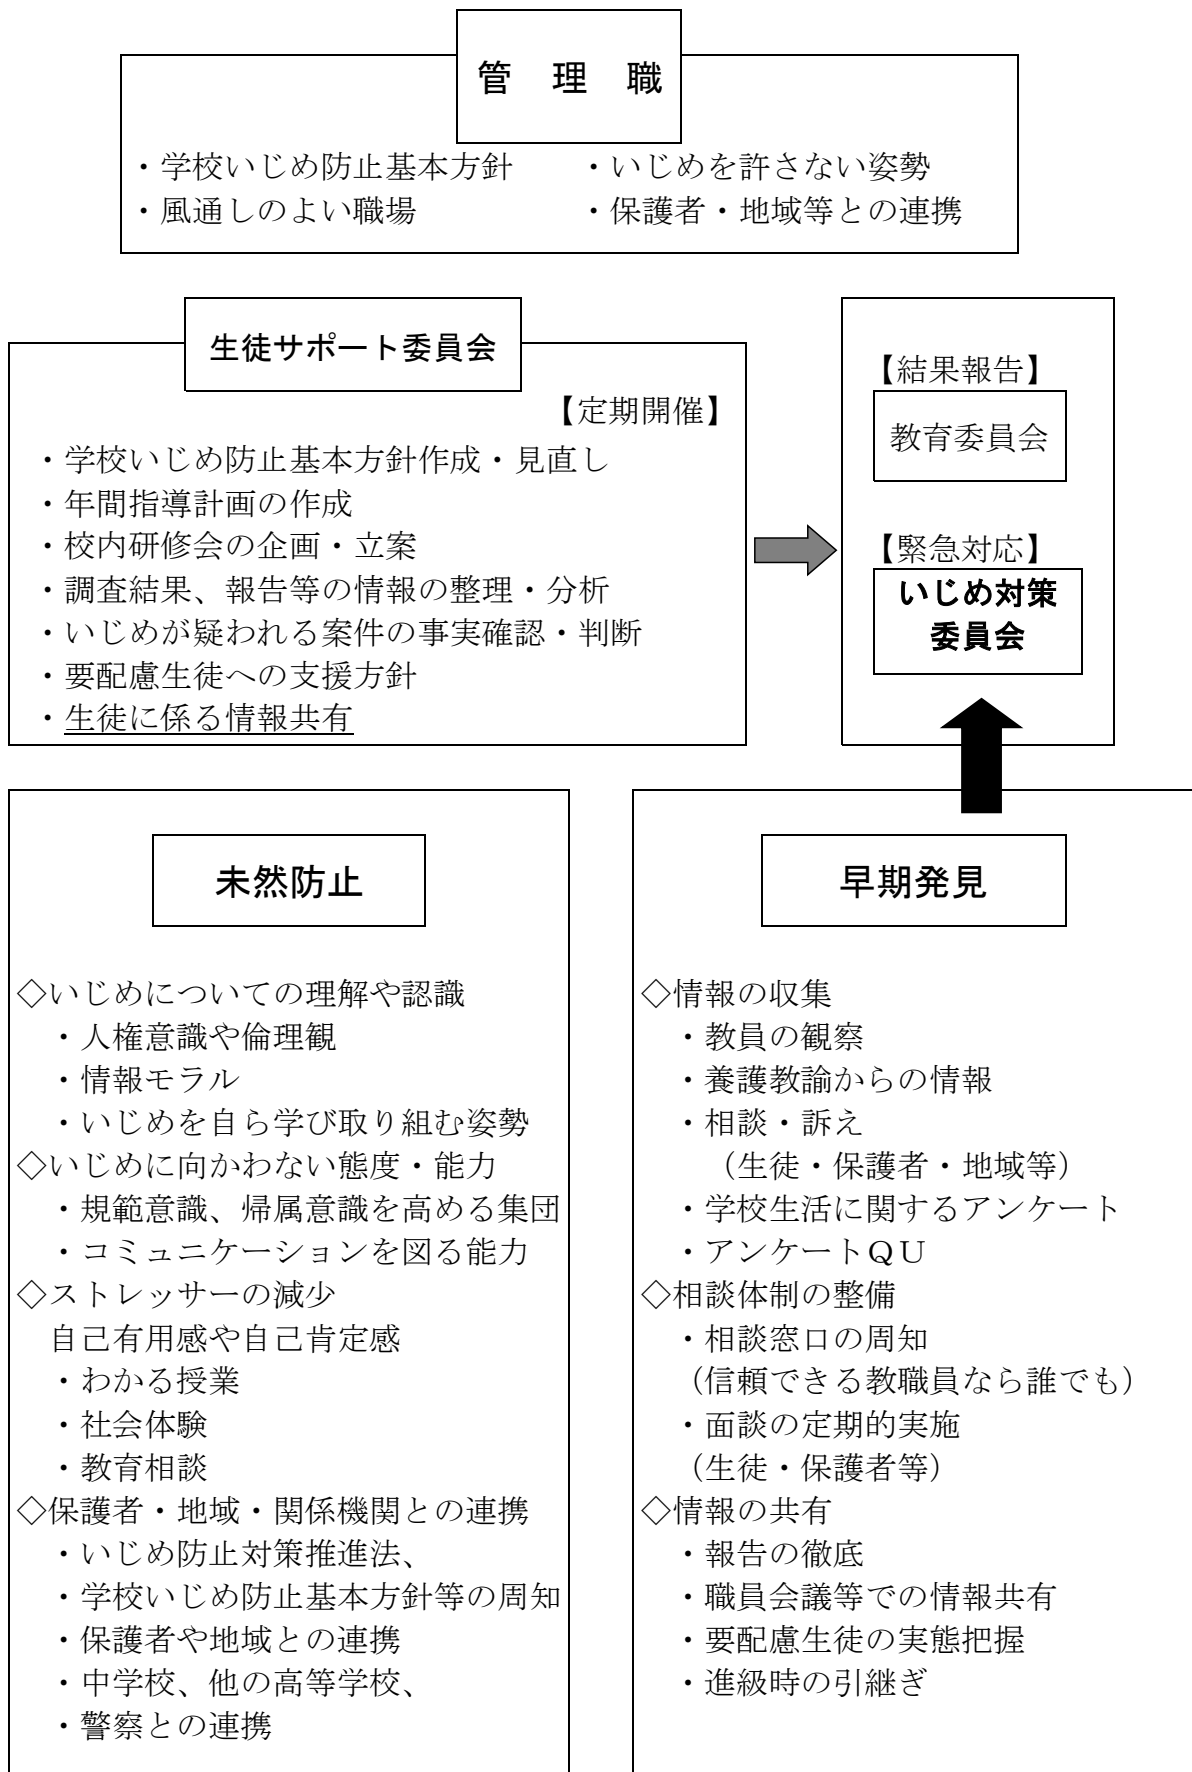 管　理　職
・学校いじめ防止基本方針　　・いじめを許さない姿勢
・風通しのよい職場　　・保護者・地域等との連携
生徒サポート委員会
【定期開催】
・学校いじめ防止基本方針作成・見直し
・年間指導計画の作成
・校内研修会の企画・立案
・調査結果、報告等の情報の整理・分析
・いじめが疑われる案件の事実確認・判断
・要配慮生徒への支援方針
・生徒に係る情報共有
【結果報告】
教育委員会
【緊急対応】
いじめ対策
委員会
未然防止
◇いじめについての理解や認識
・人権意識や倫理観
・情報モラル
・いじめを自ら学び取り組む姿勢
◇いじめに向かわない態度・能力
・規範意識、帰属意識を高める集団
・コミュニケーションを図る能力
◇ストレッサーの減少
自己有用感や自己肯定感
・わかる授業
・社会体験
・教育相談
◇保護者・地域・関係機関との連携
・いじめ防止対策推進法、
・学校いじめ防止基本方針等の周知
・保護者や地域との連携
・中学校、他の高等学校、
・警察との連携
早期発見
◇情報の収集
・教員の観察
・養護教諭からの情報
・相談・訴え
（生徒・保護者・地域等）
・学校生活に関するアンケート
・アンケートＱＵ
◇相談体制の整備
・相談窓口の周知
（信頼できる教職員なら誰でも）
・面談の定期的実施
（生徒・保護者等）
◇情報の共有
・報告の徹底
・職員会議等での情報共有
・要配慮生徒の実態把握
・進級時の引継ぎ